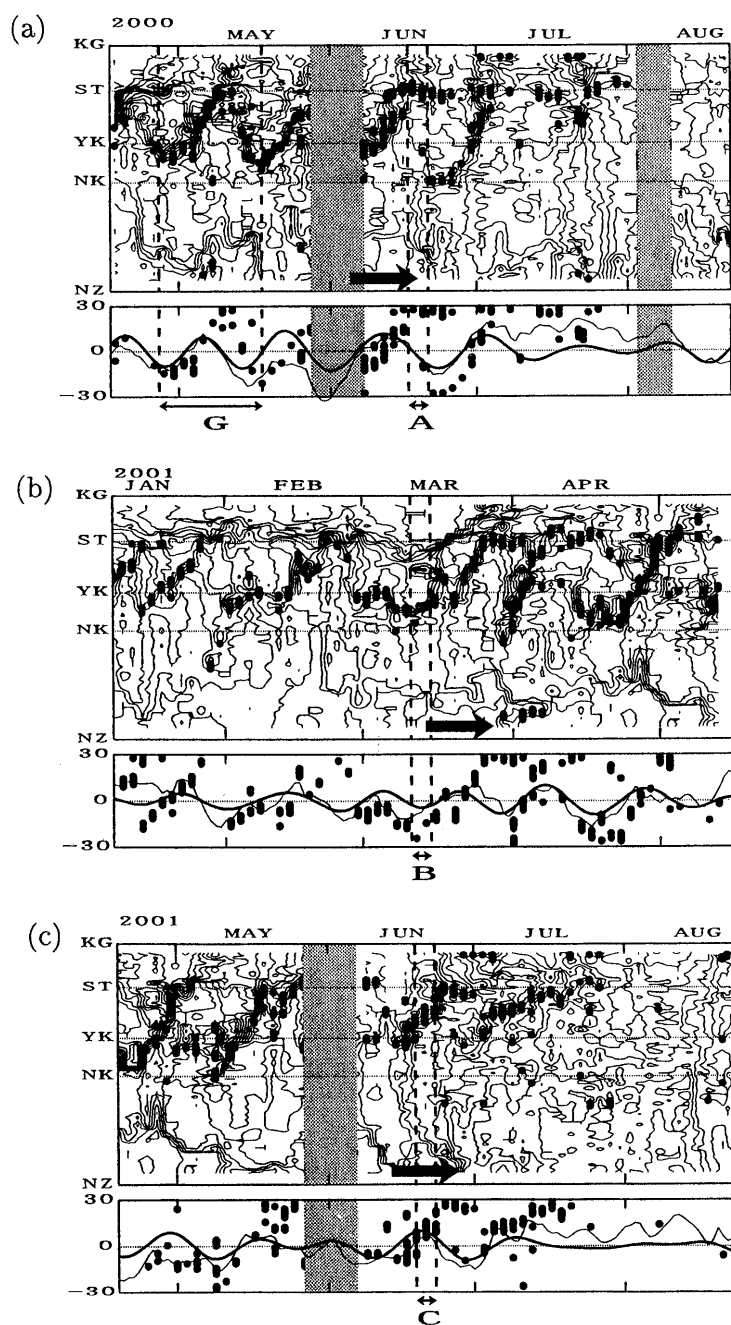 (a)
2000
MAY JUN JUL AUG
KG
ST
YK
NK
NZ
30
0
-30
G A
(b)
2001
JAN FEB MAR APR
KG
ST
YK
NK
NZ
30
0
-30
B
(c)
2001
MAY JUN JUL AUG
KG
ST
YK
NK
NZ
30
0
-30
C